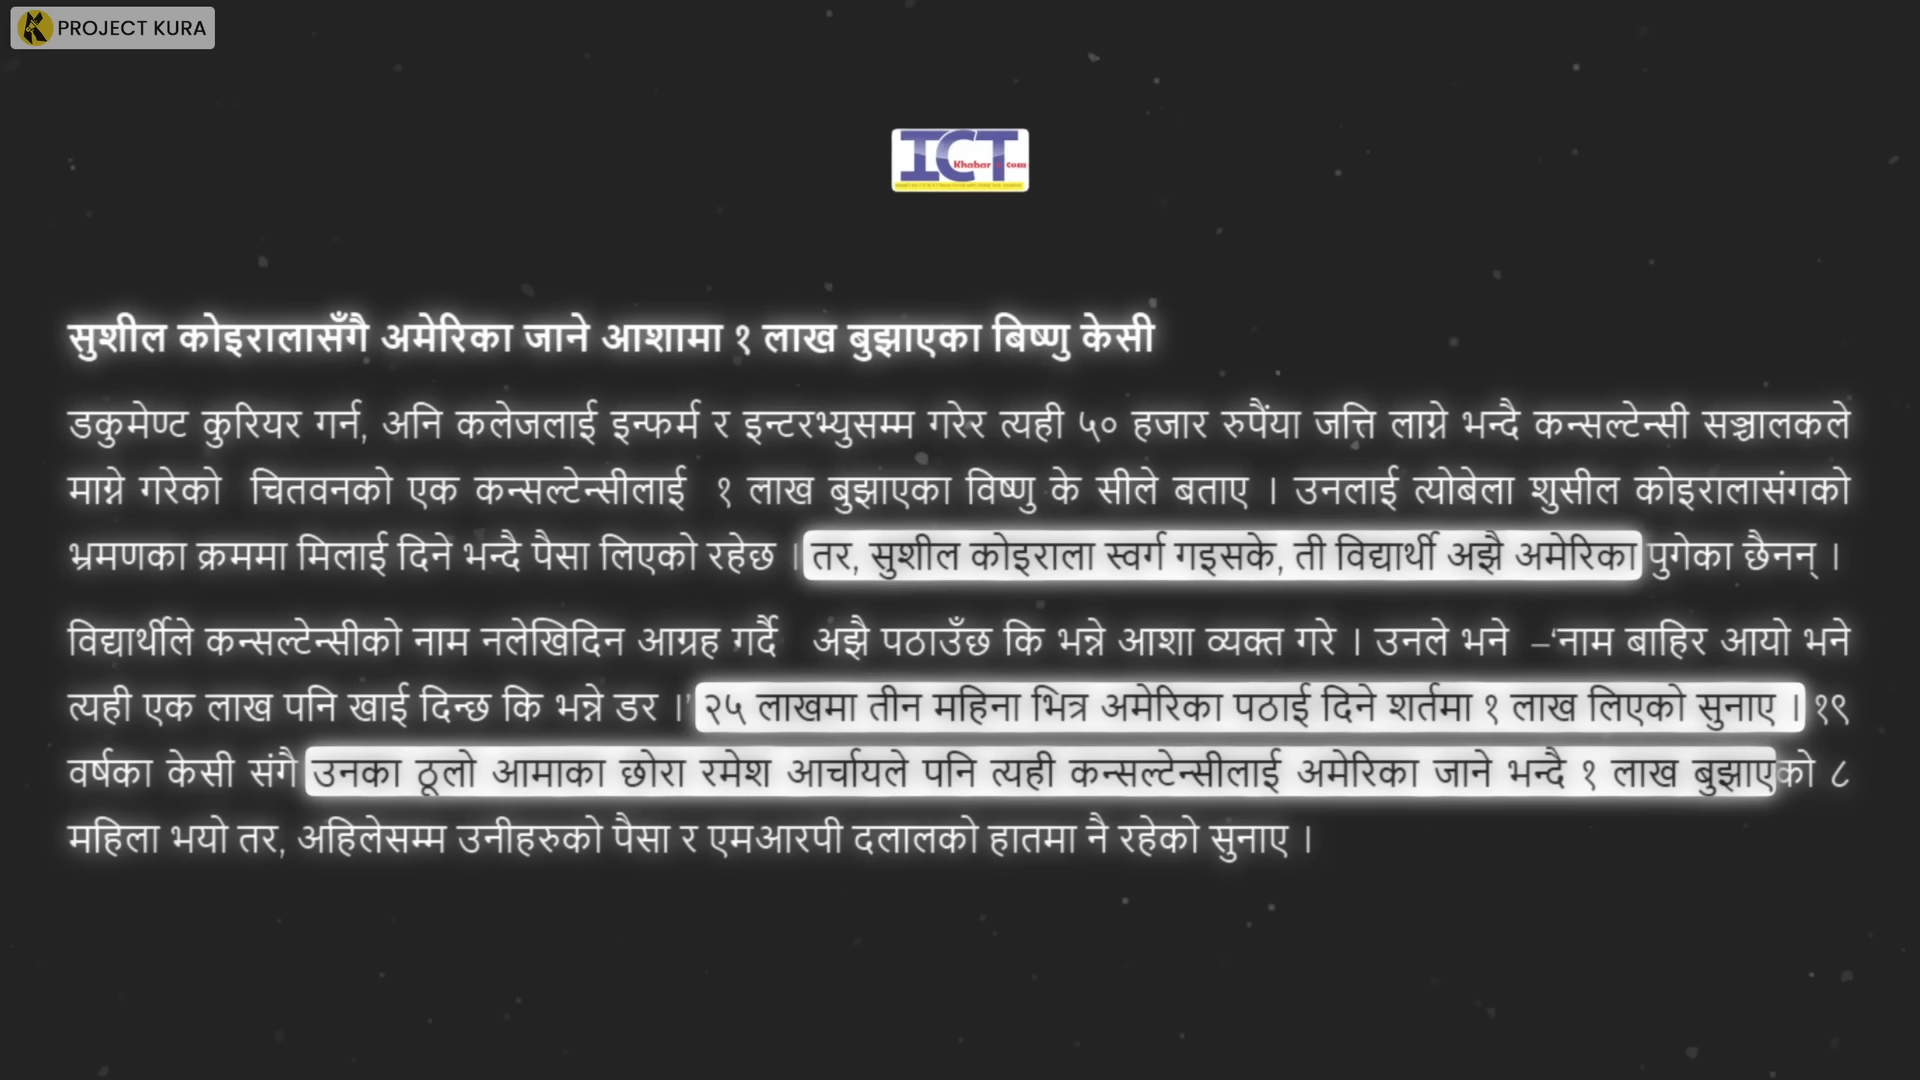 PROJECT KURA
ICT
Khabar .com
सुशील कोइरालासँगै अमेरिका जाने आशामा १ लाख बुझाएका बिष्णु केसी
डकुमेण्ट कुरियर गर्न, अनि कलेजलाई इन्फर्म र इन्टरभ्युसम्म गरेर त्यही ५० हजार रुपैंया जत्ति लाग्ने भन्दै कन्सल्टेन्सी सञ्चालकले
माग्ने गरेको चितवनको एक कन्सल्टेन्सीलाई १ लाख बुझाएका विष्णु के सीले बताए । उनलाई त्योबेला शुसील कोइरालासंगको
भ्रमणका क्रममा मिलाई दिने भन्दै पैसा लिएको रहेछ । तर, सुशील कोइराला स्वर्ग गइसके, ती विद्यार्थी अझै अमेरिका पुगेका छैनन् ।
विद्यार्थीले कन्सल्टेन्सीको नाम नलेखिदिन आग्रह गर्दै अझै पठाउँछ कि भन्ने आशा व्यक्त गरे । उनले भने –‘नाम बाहिर आयो भने
त्यही एक लाख पनि खाई दिन्छ कि भन्ने डर ।’ २५ लाखमा तीन महिना भित्र अमेरिका पठाई दिने शर्तमा १ लाख लिएको सुनाए । १९
वर्षका केसी संगै उनका ठूलो आमाका छोरा रमेश आर्चायले पनि त्यही कन्सल्टेन्सीलाई अमेरिका जाने भन्दै १ लाख बुझाएको ८
महिला भयो तर, अहिलेसम्म उनीहरुको पैसा र एमआरपी दलालको हातमा नै रहेको सुनाए ।